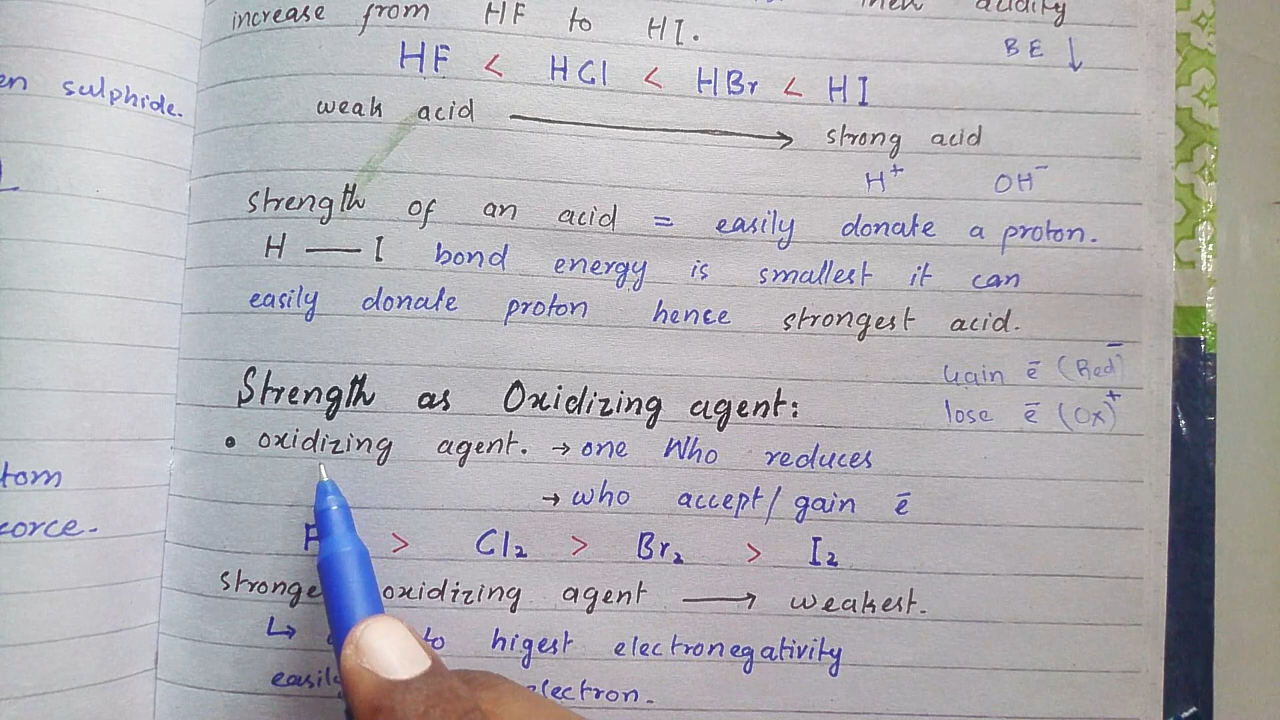 en sulphide.
tom
acidity
increase from HF to HI.
BE ↓
HF < HCl < HBr < HI
weak acid ⟶ strong acid
H⁺ OH⁻
strength of an acid = easily donate a proton.
H — I bond energy is smallest it can
easily donate proton hence strongest acid.
Gain ē (Red)⁻
lose ē (Ox)⁺
Strength as Oxidizing agent:
• oxidizing agent. → one Who reduces
→ who accept/gain ē
> Cl₂ > Br₂ > I₂
oxidizing agent ⟶ weakest.
↳ to higest electronegativity